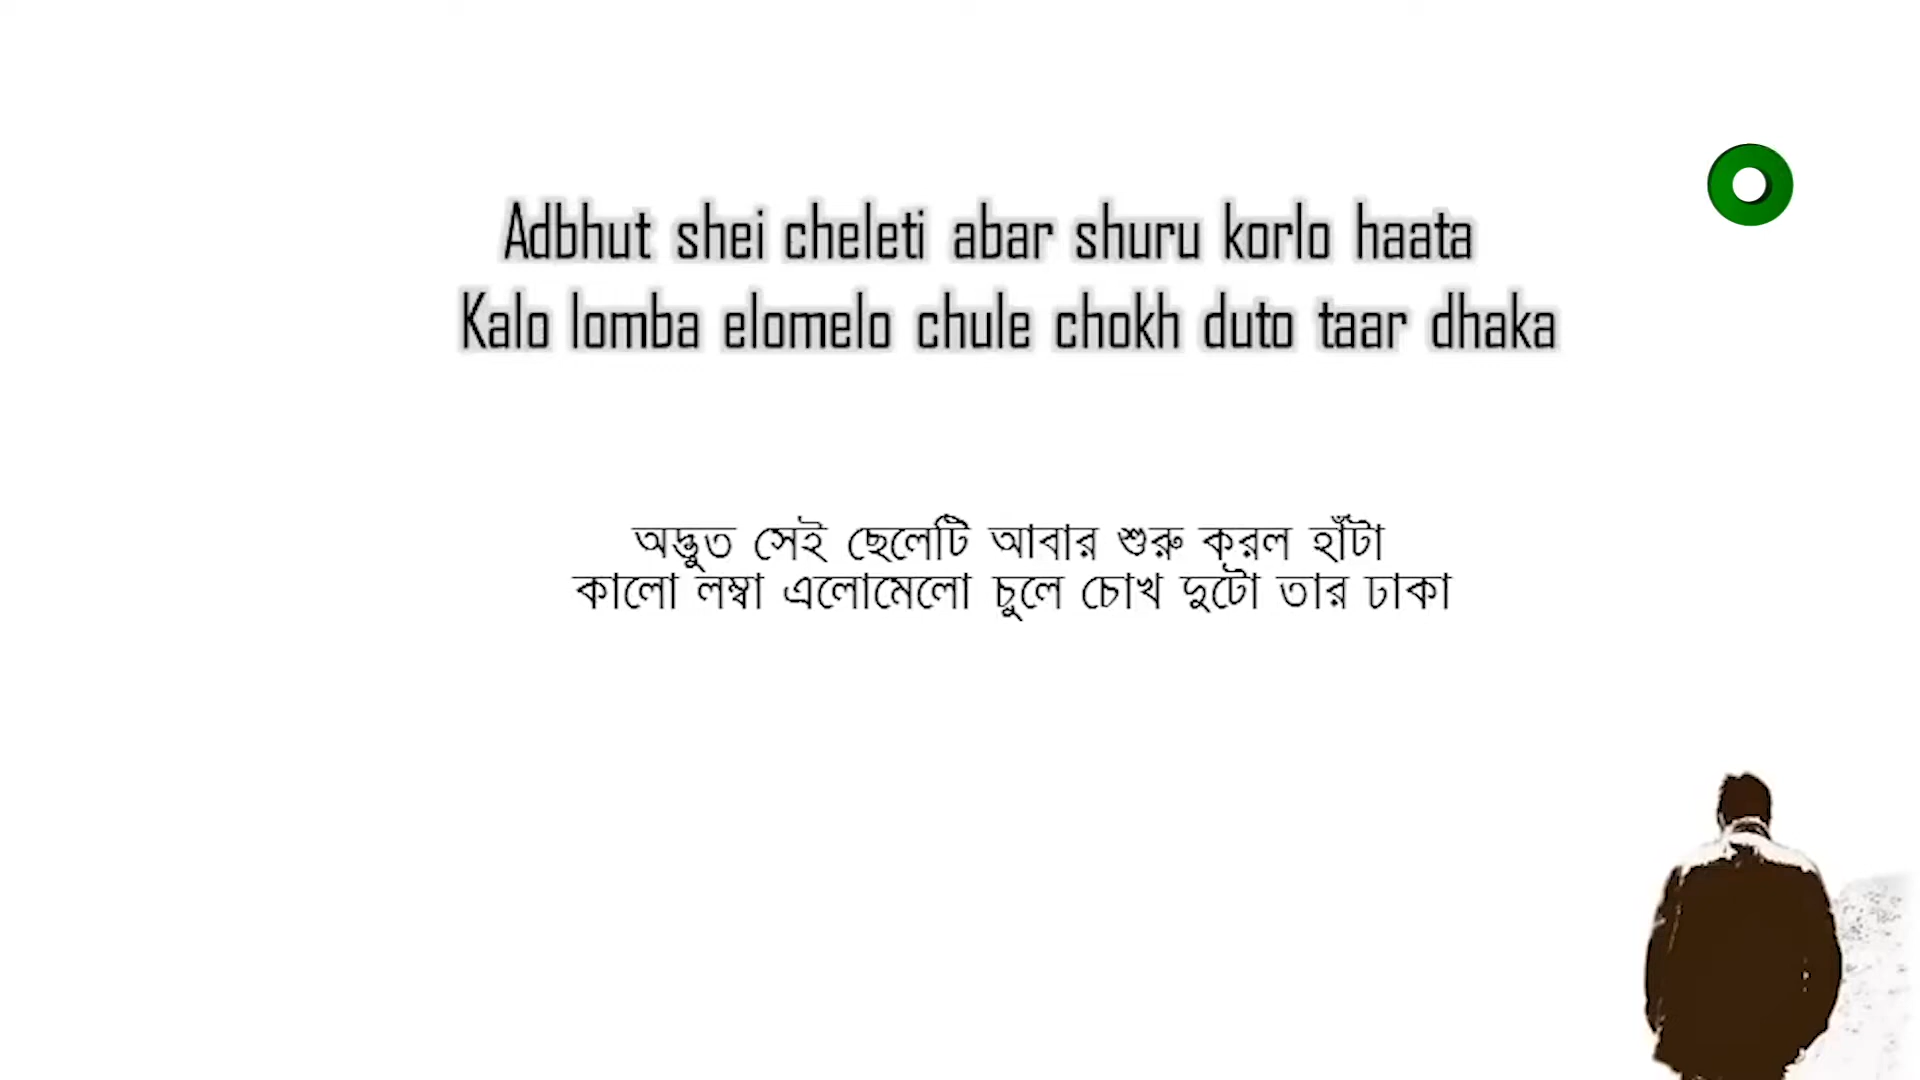 Adbhut shei cheleti abar shuru korlo haata
Kalo lomba elomelo chule chokh duto taar dhaka
অদ্ভুত সেই ছেলেটি আবার শুরু করল হাঁটা
কালো লম্বা এলোমেলো চুলে চোখ দুটো তার ঢাকা